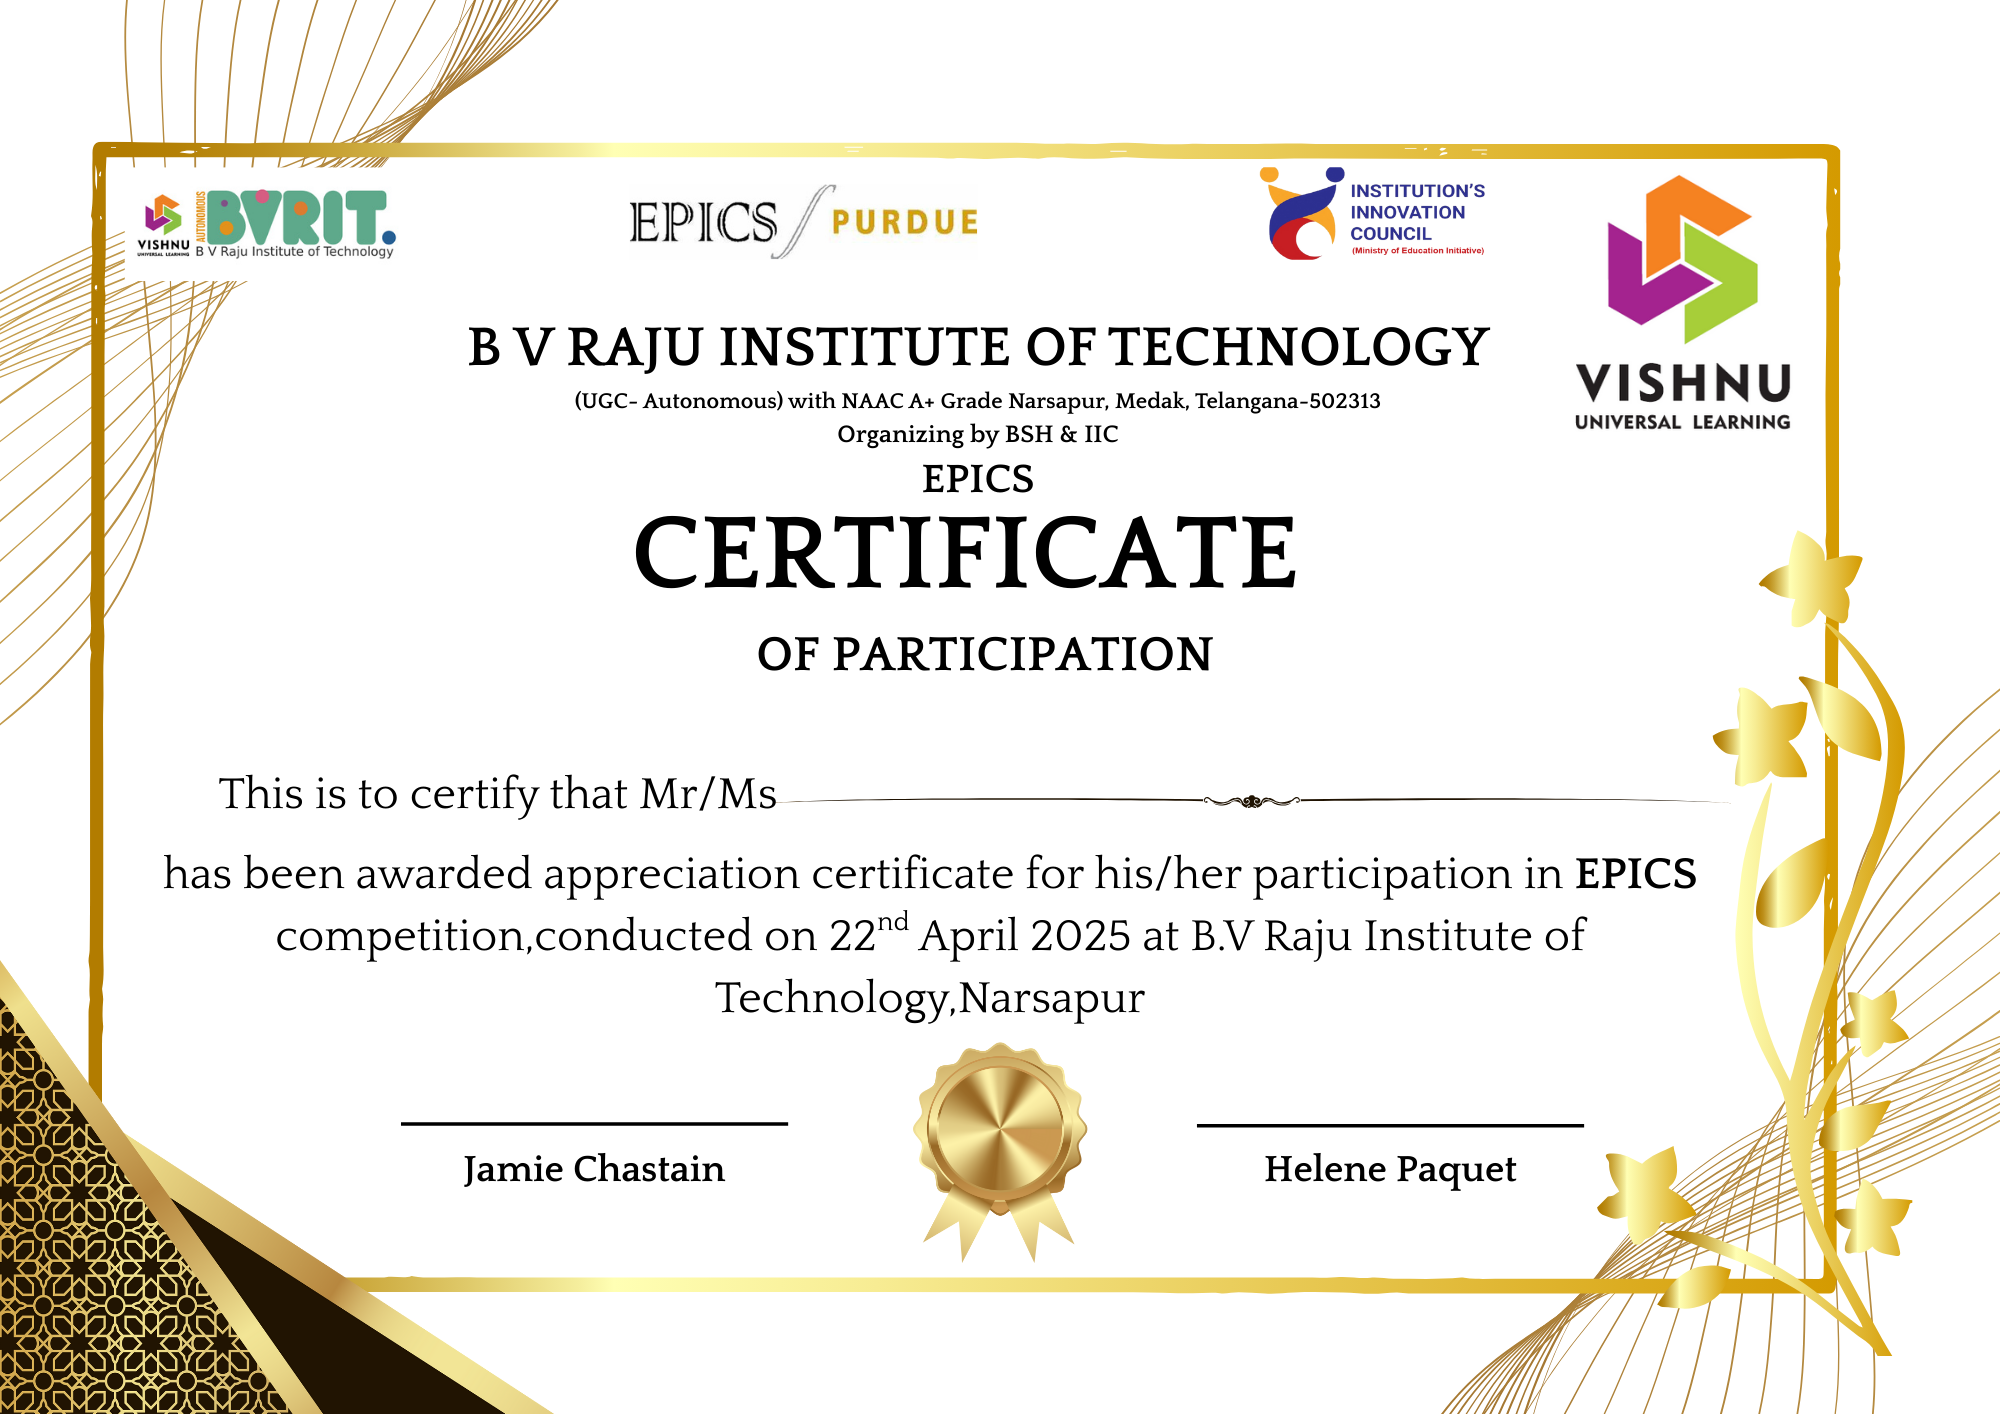 VISHNU
UNIVERSAL LEARNING
AUTONOMOUS
BVRIT.
B V Raju Institute of Technology
EPICS PURDUE
INSTITUTION'S
INNOVATION
COUNCIL
(Ministry of Education Initiative)
VISHNU
UNIVERSAL LEARNING
B V RAJU INSTITUTE OF TECHNOLOGY
(UGC- Autonomous) with NAAC A+ Grade Narsapur, Medak, Telangana-502313
Organizing by BSH & IIC
EPICS
CERTIFICATE
OF PARTICIPATION
This is to certify that Mr/Ms
has been awarded appreciation certificate for his/her participation in EPICS
competition,conducted on 22nd April 2025 at B.V Raju Institute of
Technology,Narsapur
Jamie Chastain
Helene Paquet